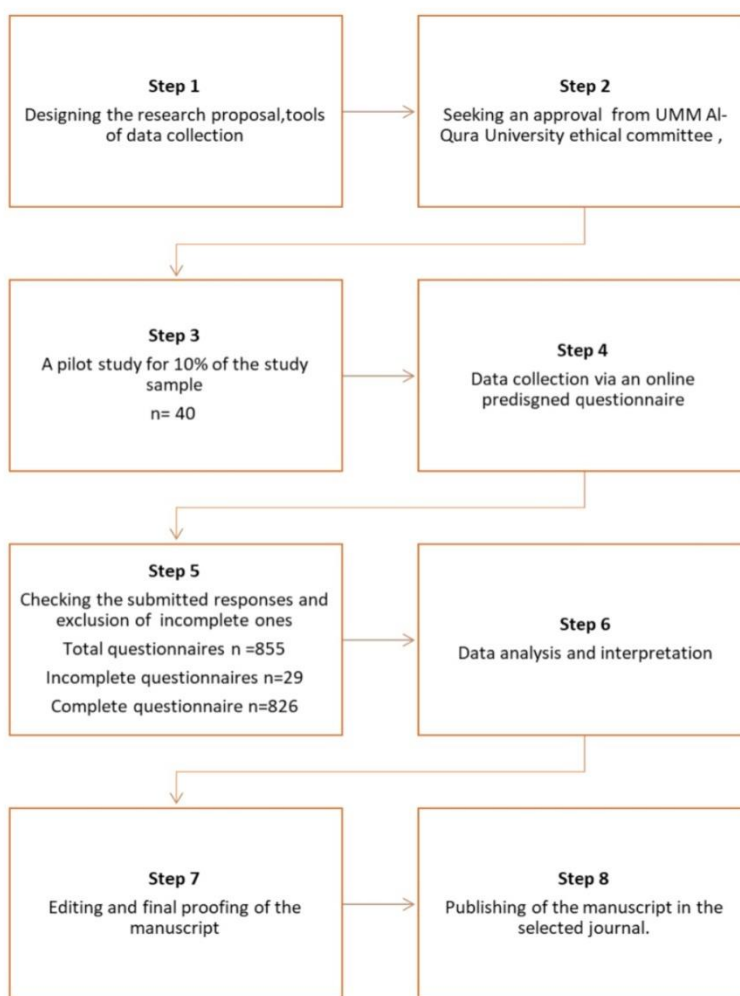 Step 1
Designing the research proposal,tools
of data collection
Step 2
Seeking an approval from UMM Al-
Qura University ethical committee ,
Step 3
A pilot study for 10% of the study
sample
n= 40
Step 4
Data collection via an online
predisgned questionnaire
Step 5
Checking the submitted responses and
exclusion of incomplete ones
Total questionnaires n =855
Incomplete questionnaires n=29
Complete questionnaire n=826
Step 6
Data analysis and interpretation
Step 7
Editing and final proofing of the
manuscript
Step 8
Publishing of the manuscript in the
selected journal.